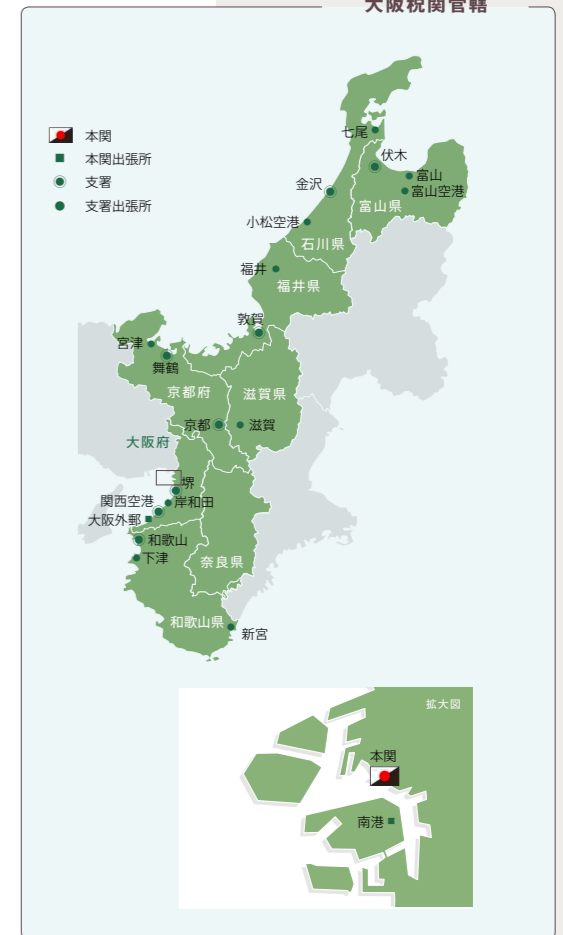 大阪税関管轄
本関
本関出張所
支署
支署出張所
七尾
伏木
富山
富山空港
金沢
富山県
小松空港
石川県
福井
福井県
敦賀
宮津
舞鶴
京都府
滋賀県
京都
滋賀
大阪府
堺
関西空港
岸和田
大阪外郵
和歌山
下津
奈良県
和歌山県
新宮
拡大図
本関
南港